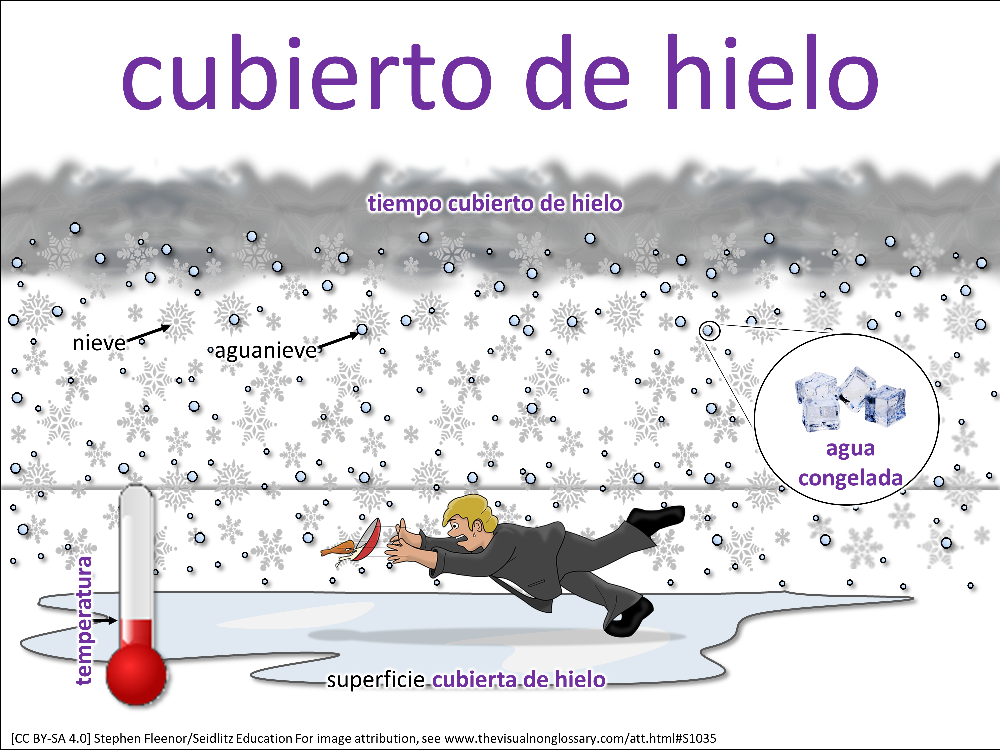 cubierto de hielo
tiempo cubierto de hielo
nieve
aguanieve
agua
congelada
temperatura
superficie cubierta de hielo
[CC BY-SA 4.0] Stephen Fleenor/Seidlitz Education For image attribution, see www.thevisualnonglossary.com/att.html#S1035